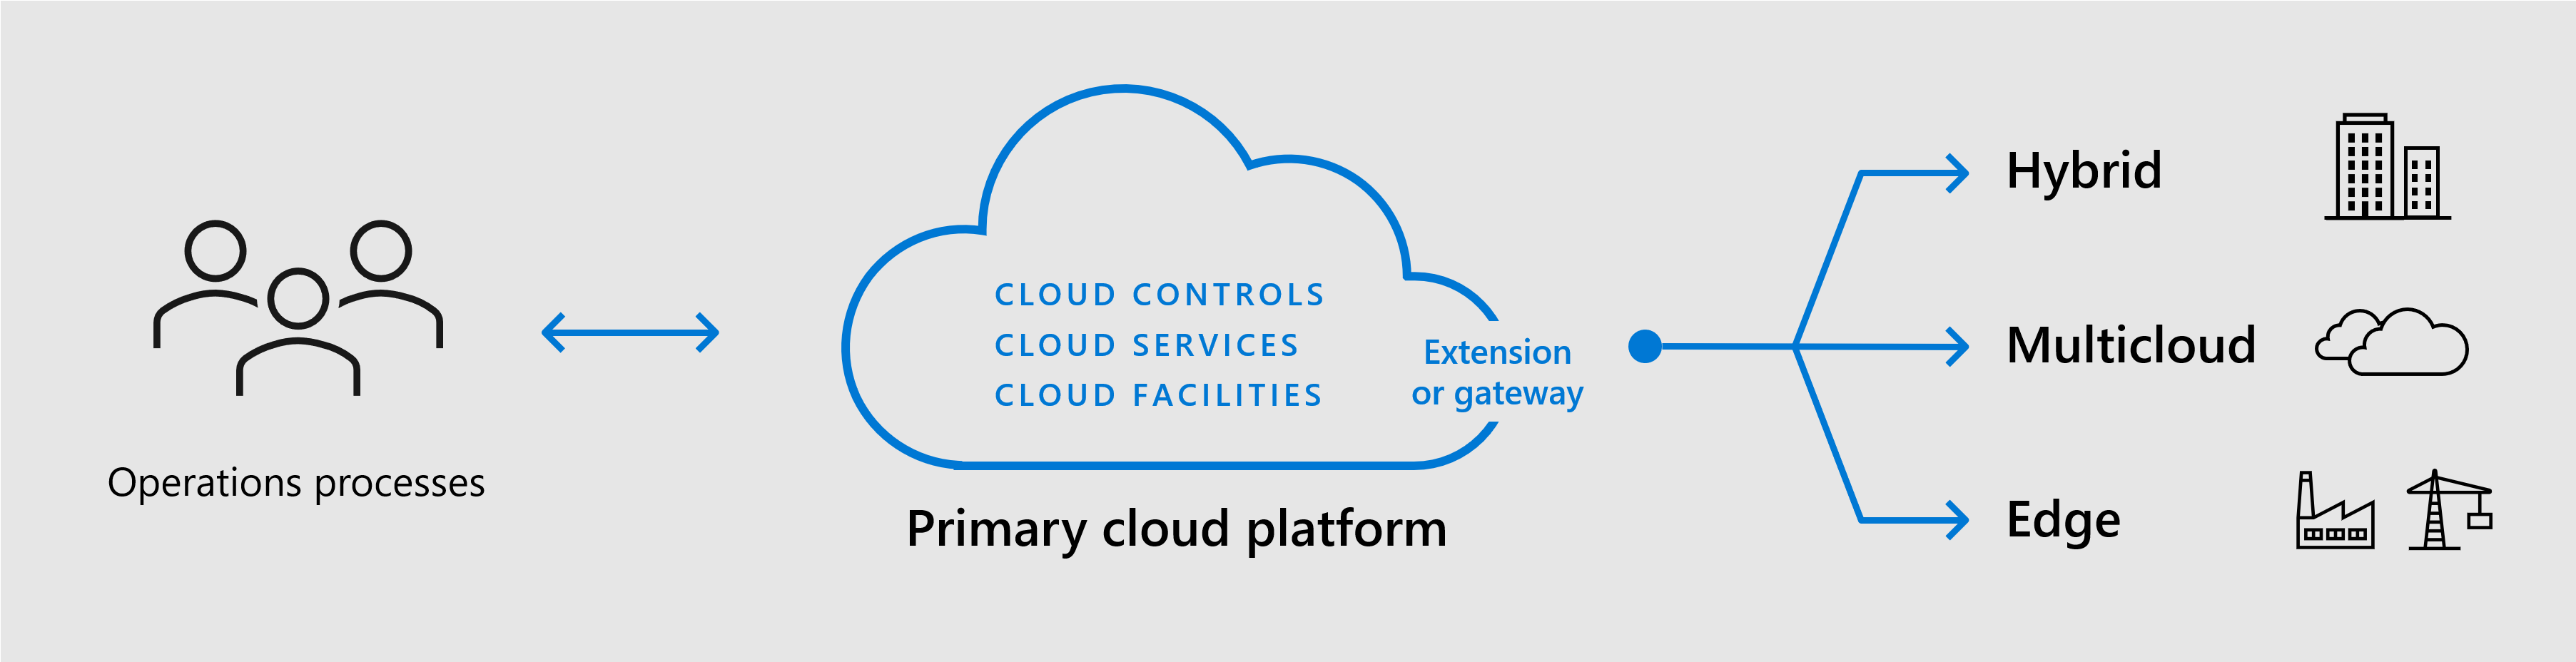 Operations processes
CLOUD CONTROLS
CLOUD SERVICES
CLOUD FACILITIES
Extension
or gateway
Primary cloud platform
Hybrid
Multicloud
Edge